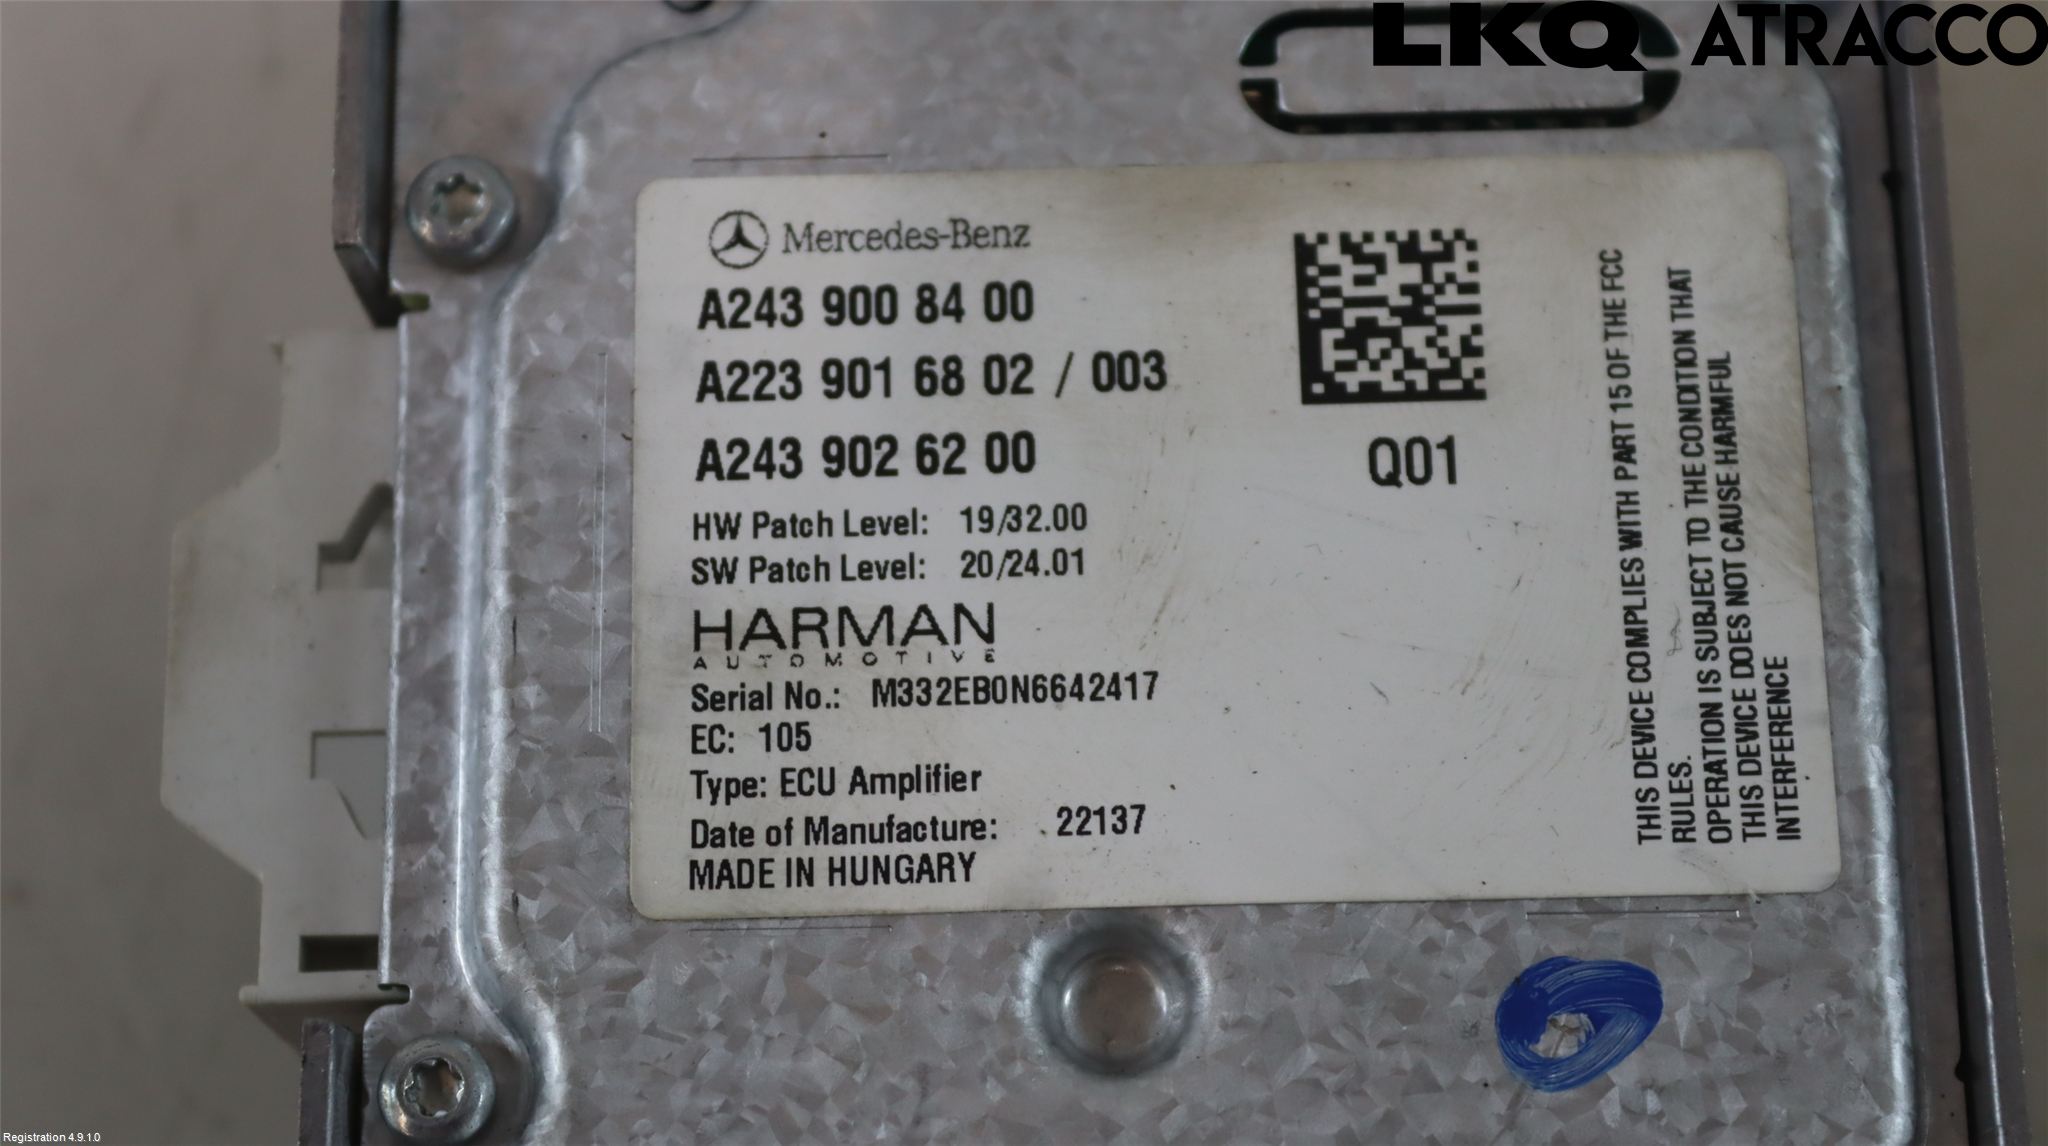 LKQ ATRACCO
Mercedes-Benz
A243 900 84 00
A223 901 68 02 / 003
A243 902 62 00
Q01
HW Patch Level: 19/32.00
SW Patch Level: 20/24.01
HARMAN
AUTOMOTIVE
Serial No.: M332EB0N6642417
EC: 105
Type: ECU Amplifier
Date of Manufacture: 22137
MADE IN HUNGARY
THIS DEVICE COMPLIES WITH PART 15 OF THE FCC
RULES.
OPERATION IS SUBJECT TO THE CONDITION THAT
THIS DEVICE DOES NOT CAUSE HARMFUL
INTERFERENCE
Registration 4.9.1.0